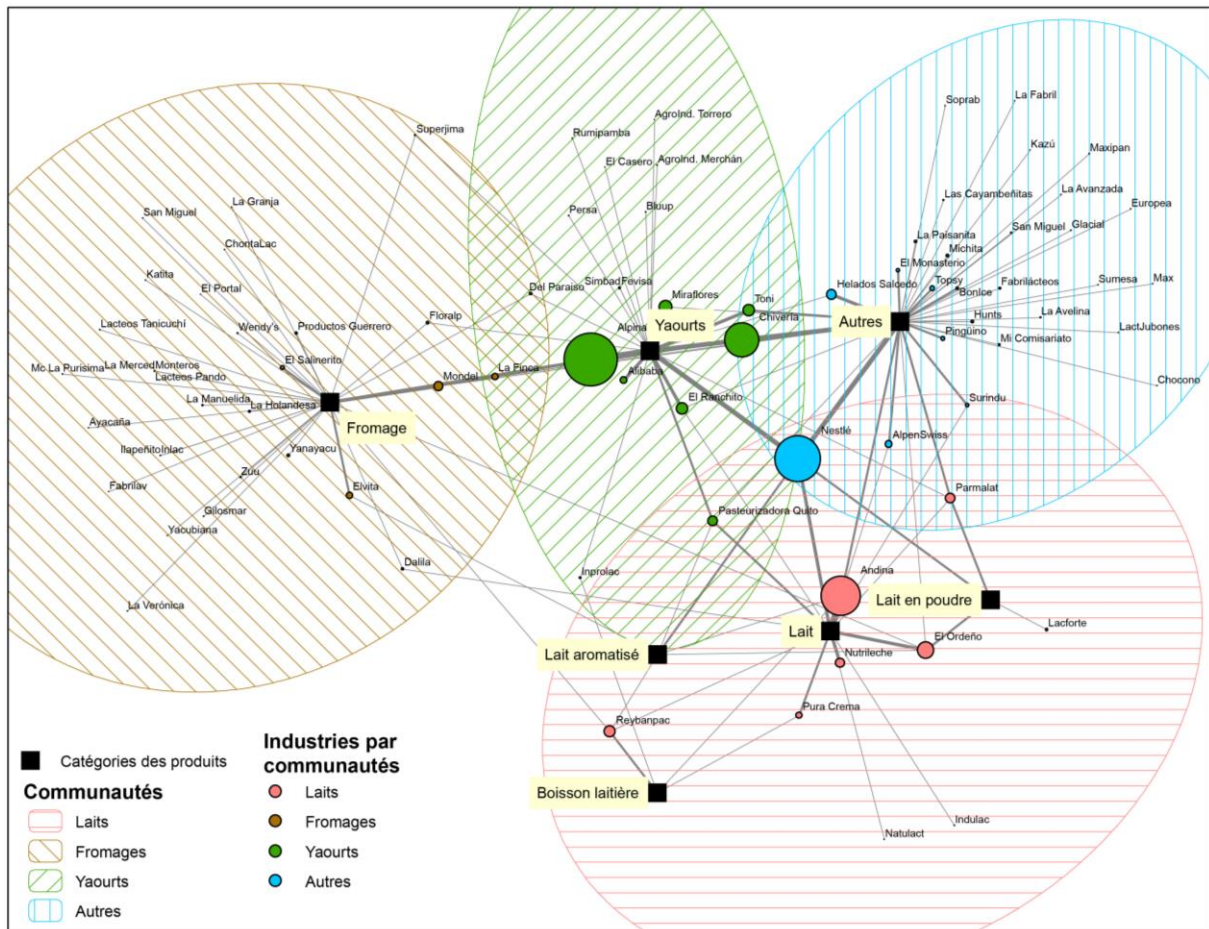 Superjima
La Granja
San Miguel
ChontaLac
Katita
El Portal
Lacteos Tanicuchí
Wendy's
Productos Guerrero
Floralp
El Salinerito
Mc La Purisima
La Merced
Monteros
Lacteos Pando
La Manuelida
La Holandesa
Mondel
La Finca
Fromage
Ayacaña
Ilapeñito
Inlac
Yanayacu
Zuu
Fabrilav
Elvita
Gilosmar
Yacubiana
Dalila
La Verónica
AgroInd. Torrero
Rumipamba
El Casero
AgroInd. Merchán
Persa
Bluup
Del Paraiso
Simbad
Fevisa
Miraflores
Toni
Alpina
Yaourts
Chivería
Alibaba
El Ranchito
Nestlé
Pasteurizadora Quito
Inprolac
Soprab
La Fabril
Kazú
Maxipan
Las Cayambeñitas
La Avanzada
Europea
La Paisanita
San Miguel
Glacial
Michita
El Monasterio
Helados Salcedo
Topsy
BonIce
Fabrilácteos
Sumesa
Max
Autres
Hunts
La Avelina
Pingüino
Mi Comisariato
LactJubones
Chocono
Surindu
AlpenSwiss
Parmalat
Andina
Lait en poudre
Lait
Lacforte
El Ordeño
Lait aromatisé
Nutrileche
Pura Crema
Reybanpac
Boisson laitière
Indulac
Natulact
Catégories des produits
Communautés
Laits
Fromages
Yaourts
Autres
Industries par
communautés
Laits
Fromages
Yaourts
Autres